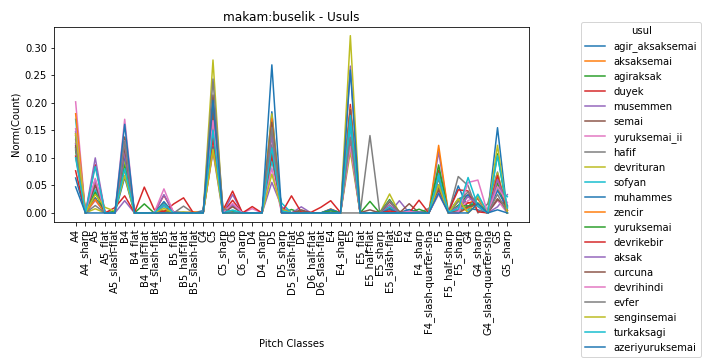 makam:buselik - Usuls
Norm(Count)
0.30
0.25
0.20
0.15
0.10
0.05
0.00
A4
A4_sharp
A5
A5_flat
A5_slash-flat
B4
B4_flat
B4_half-flat
B4_slash-flat
B5
B5_flat
B5_half-flat
B5_slash-flat
C4
C5
C5_sharp
C6
C6_sharp
D4
D4_sharp
D5
D5_sharp
D5_slash-flat
D6
D6_half-flat
D6_slash-flat
E4
E4_sharp
E5
E5_flat
E5_half-flat
E5_sharp
E5_slash-flat
E6
F4
F4_sharp
F4_slash-quarter-sha
F5
F5_half-sharp
F5_sharp
G4
G4_sharp
G4_slash-quarter-sha
G5
G5_sharp
Pitch Classes
usul
agir_aksaksemai
aksaksemai
agiraksak
duyek
musemmen
semai
yuruksemai_ii
hafif
devrituran
sofyan
muhammes
zencir
yuruksemai
devrikebir
aksak
curcuna
devrihindi
evfer
senginsemai
turkaksagi
azeriyuruksemai